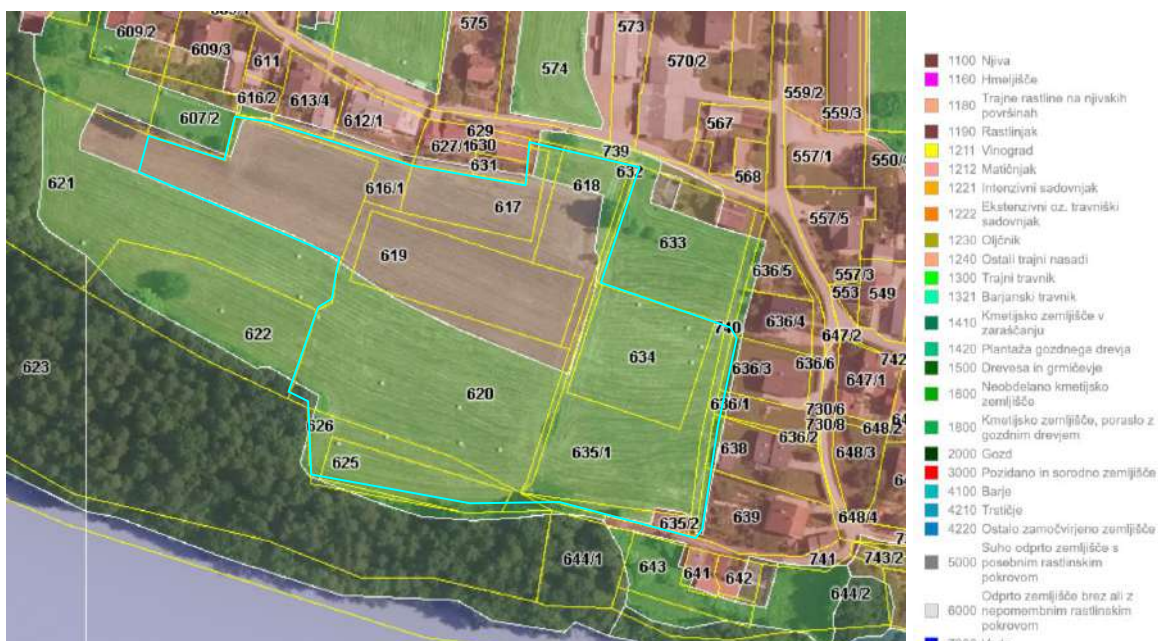 609/2
575
573
609/3
611
570/2
574
559/2
616/2
613/4
559/3
607/2
612/1
567
629
627/1
630
557/1
739
550/4
631
632
568
621
618
616/1
617
557/5
633
619
636/5
557/3
553
549
636/4
740
647/2
742
622
634
636/6
623
636/3
647/1
620
636/1
730/6
626
730/8
648/2
636/2
638
648/3
635/1
625
635/2
639
648/4
741
743/2
644/1
643
641
642
644/2
1100 Njiva
1160 Hmeljišče
1180 Trajne rastline na njivskih
površinah
1190 Rastlinjak
1211 Vinograd
1212 Matičnjak
1221 Intenzivni sadovnjak
1222 Ekstenzivni oz. travniški
sadovnjak
1230 Oljčnik
1240 Ostali trajni nasadi
1300 Trajni travnik
1321 Barjanski travnik
1410 Kmetijsko zemljišče v
zaraščanju
1420 Plantaža gozdnega drevja
1500 Drevesa in grmičevje
1600 Neobdelano kmetijsko
zemljišče
1800 Kmetijsko zemljišče, poraslo z
gozdnim drevjem
2000 Gozd
3000 Pozidano in sorodno zemljišče
4100 Barje
4210 Trstičje
4220 Ostalo zamočvirjeno zemljišče
5000 Suho odprto zemljišče s
posebnim rastlinskim
pokrovom
6000 Odprto zemljišče brez ali z
nepomembnim rastlinskim
pokrovom